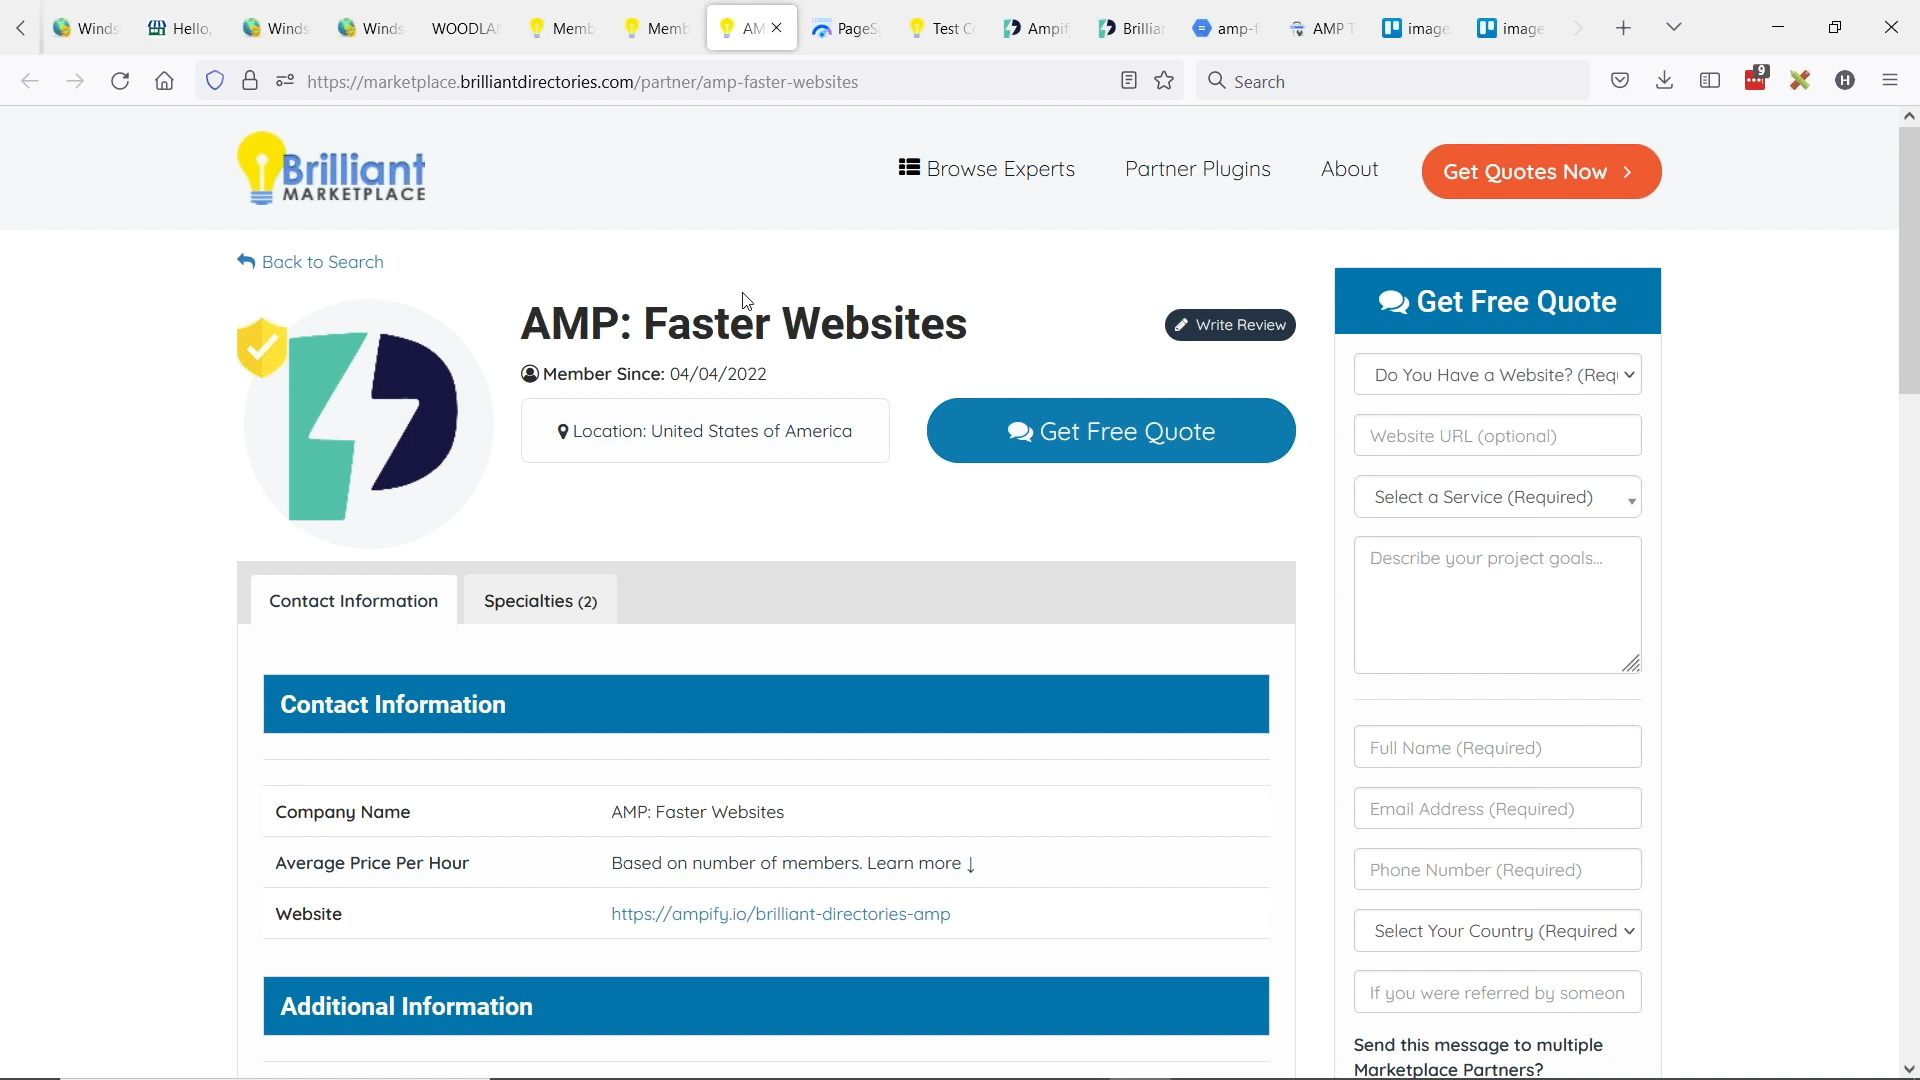 Winds
Hello,
Winds
Winds
WOODLA
Memb
Memb
AM
PageS
Test C
Ampif
Brillian
amp-f
AMP T
image
image
https://marketplace.brilliantdirectories.com/partner/amp-faster-websites
Search
9
H
Brilliant
MARKETPLACE
Browse Experts
Partner Plugins
About
Get Quotes Now
Back to Search
AMP: Faster Websites
Write Review
Member Since: 04/04/2022
Location: United States of America
Get Free Quote
Contact Information
Specialties (2)
Contact Information
Company Name AMP: Faster Websites
Average Price Per Hour Based on number of members. Learn more ↓
Website https://ampify.io/brilliant-directories-amp
Additional Information
Get Free Quote
Do You Have a Website? (Requ
Website URL (optional)
Select a Service (Required)
Describe your project goals...
Full Name (Required)
Email Address (Required)
Phone Number (Required)
Select Your Country (Required
If you were referred by someon
Send this message to multiple
Marketplace Partners?